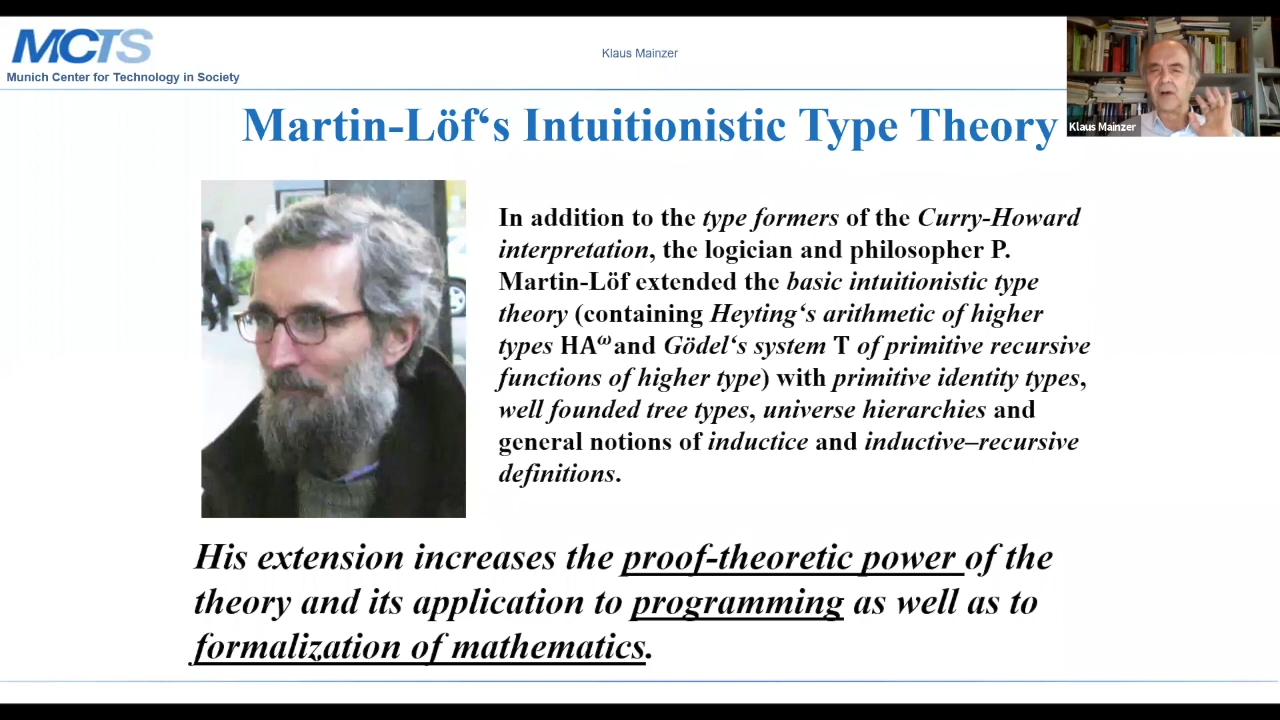 MCTS
Munich Center for Technology in Society
Klaus Mainzer
Klaus Mainzer
Martin-Löf‘s Intuitionistic Type Theory
In addition to the type formers of the Curry-Howard
interpretation, the logician and philosopher P.
Martin-Löf extended the basic intuitionistic type
theory (containing Heyting‘s arithmetic of higher
types HAω and Gödel‘s system T of primitive recursive
functions of higher type) with primitive identity types,
well founded tree types, universe hierarchies and
general notions of inductice and inductive–recursive
definitions.
His extension increases the proof-theoretic power of the
theory and its application to programming as well as to
formalization of mathematics.